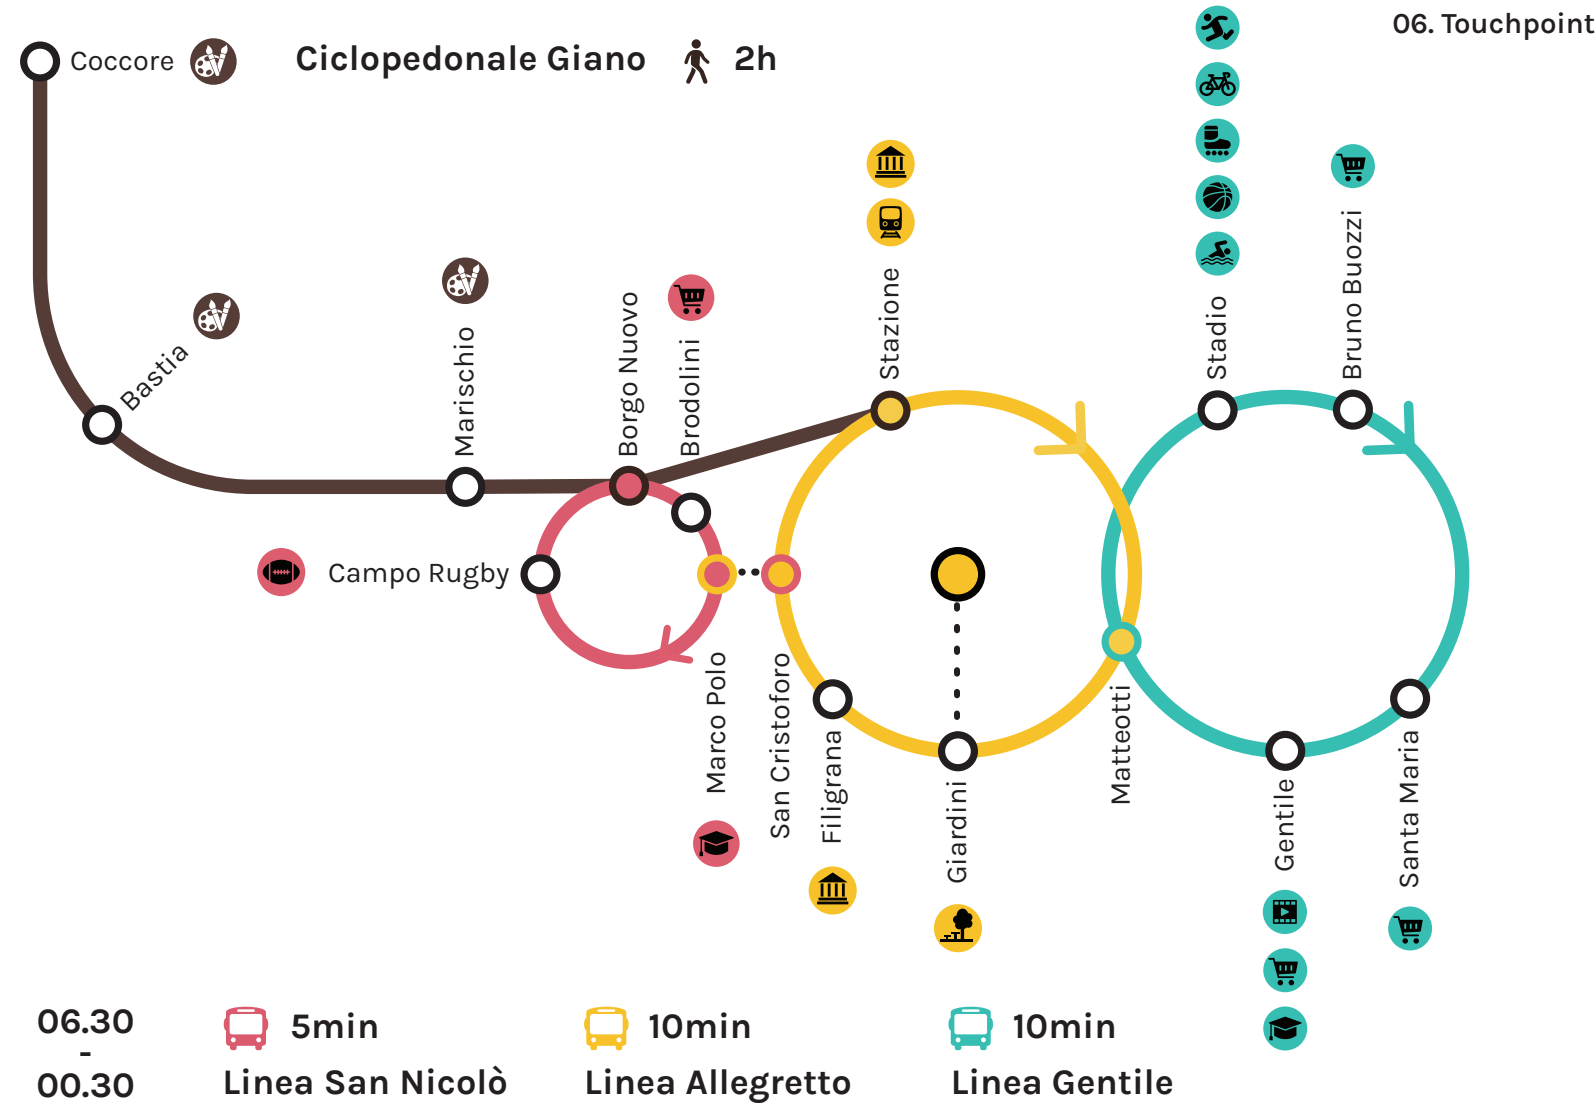 06. Touchpoint
Coccore
Ciclopedonale Giano
2h
Bastia
Marischio
Borgo Nuovo
Brodolini
Stazione
Stadio
Bruno Buozzi
Campo Rugby
Marco Polo
San Cristoforo
Filigrana
Giardini
Matteotti
Gentile
Santa Maria
06.30
-
00.30
5min
Linea San Nicolò
10min
Linea Allegretto
10min
Linea Gentile